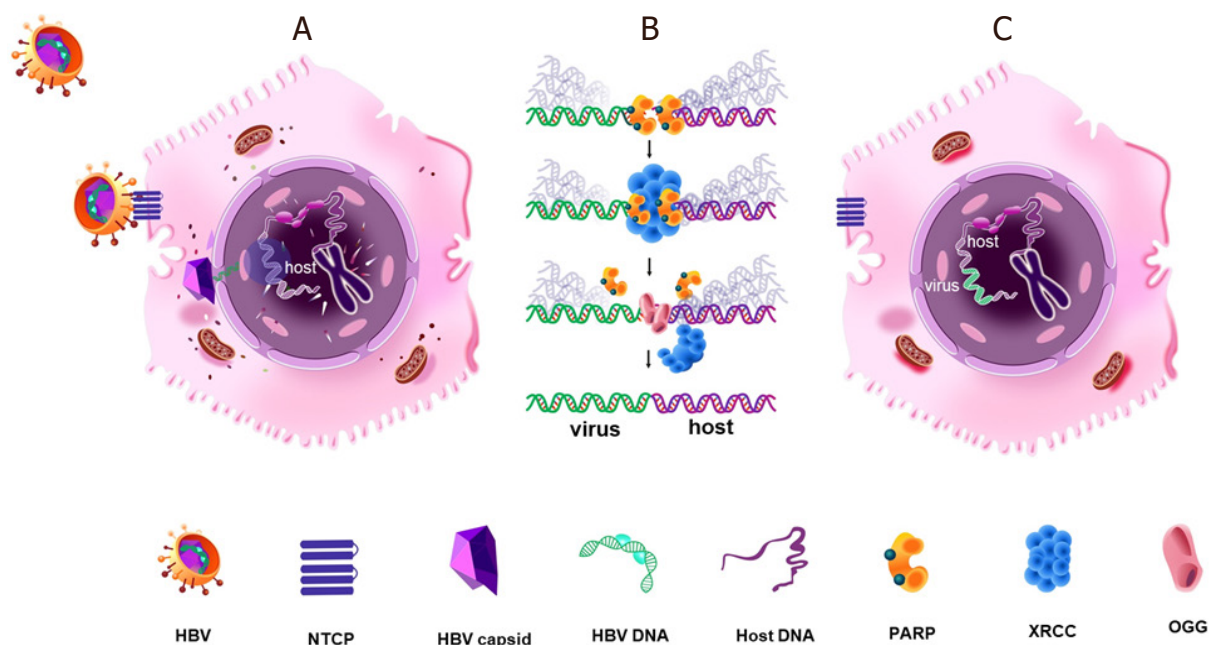 A
B
C
host
host
virus
virus host
HBV
NTCP
HBV capsid
HBV DNA
Host DNA
PARP
XRCC
OGG